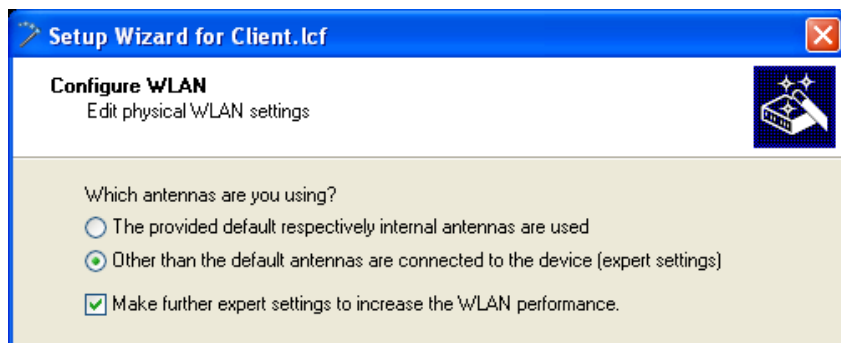 Setup Wizard for Client.lcf
Configure WLAN
Edit physical WLAN settings
Which antennas are you using?
The provided default respectively internal antennas are used
Other than the default antennas are connected to the device (expert settings)
Make further expert settings to increase the WLAN performance.